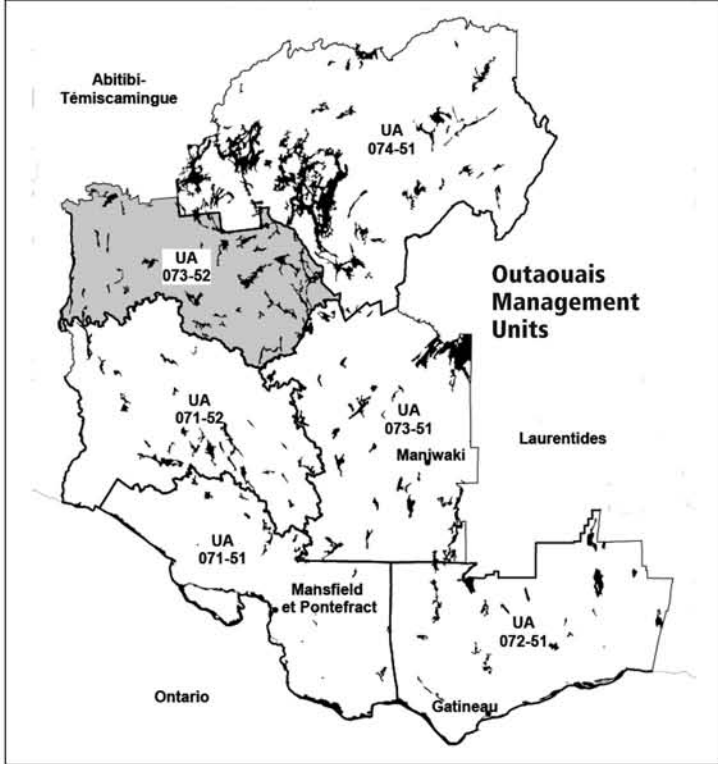 Abitibi-
Témiscamingue
UA
074-51
UA
073-52
Outaouais
Management
Units
UA
071-52
UA
073-51
Maniwaki
Laurentides
UA
071-51
Mansfield
et Pontefract
UA
072-51
Ontario
Gatineau